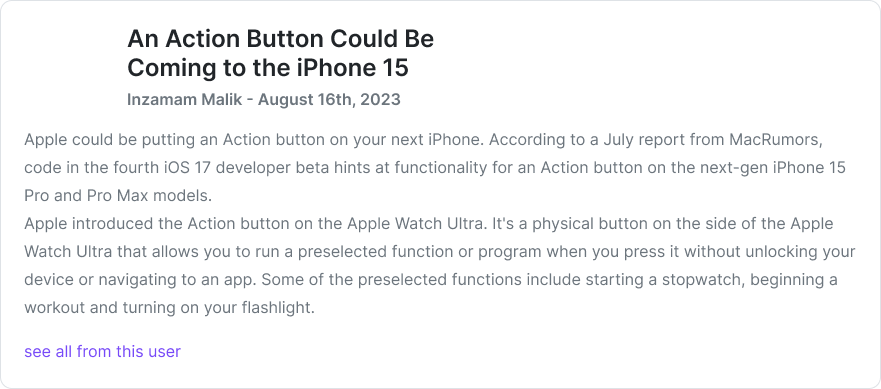 An Action Button Could Be
Coming to the iPhone 15
Inzamam Malik - August 16th, 2023
Apple could be putting an Action button on your next iPhone. According to a July report from MacRumors,
code in the fourth iOS 17 developer beta hints at functionality for an Action button on the next-gen iPhone 15
Pro and Pro Max models.
Apple introduced the Action button on the Apple Watch Ultra. It's a physical button on the side of the Apple
Watch Ultra that allows you to run a preselected function or program when you press it without unlocking your
device or navigating to an app. Some of the preselected functions include starting a stopwatch, beginning a
workout and turning on your flashlight.
see all from this user